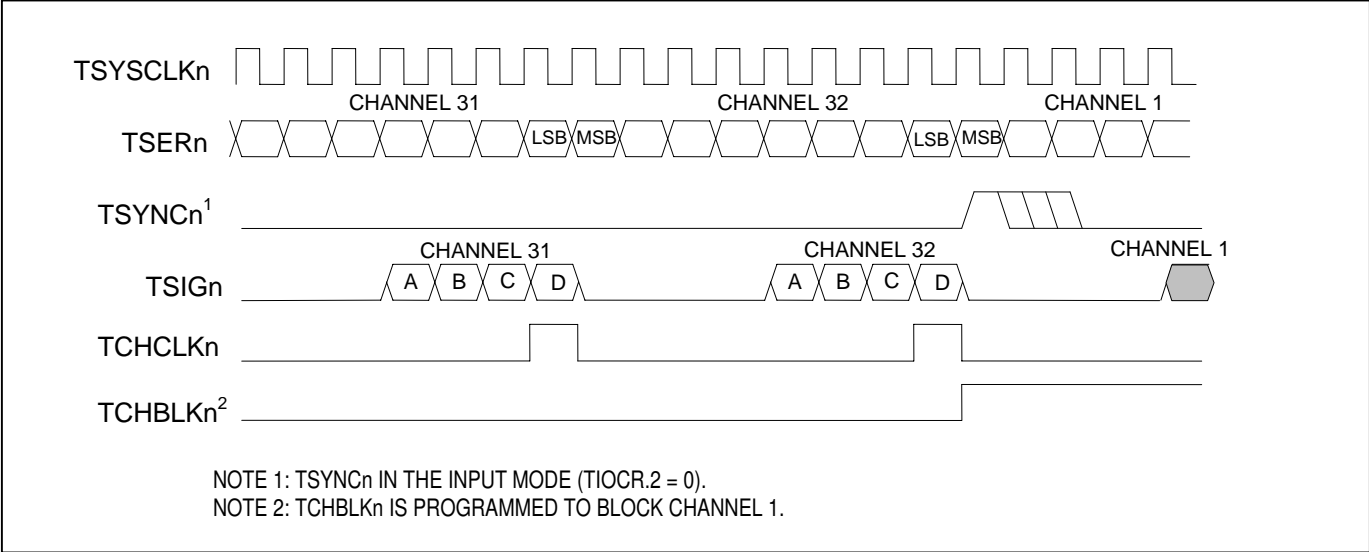 TSYSCLKn
CHANNEL 31 CHANNEL 32 CHANNEL 1
TSERn LSB MSB LSB MSB
TSYNCn1
CHANNEL 31 CHANNEL 32 CHANNEL 1
TSIGn A B C D A B C D
TCHCLKn
TCHBLKn2
NOTE 1: TSYNCn IN THE INPUT MODE (TIOCR.2 = 0).
NOTE 2: TCHBLKn IS PROGRAMMED TO BLOCK CHANNEL 1.